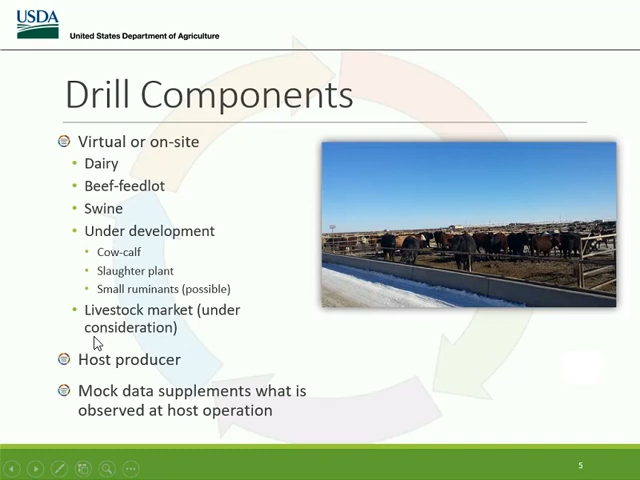 USDA
United States Department of Agriculture
Drill Components
Virtual or on-site
Dairy
Beef-feedlot
Swine
Under development
Cow-calf
Slaughter plant
Small ruminants (possible)
Livestock market (under
consideration)
Host producer
Mock data supplements what is
observed at host operation
5